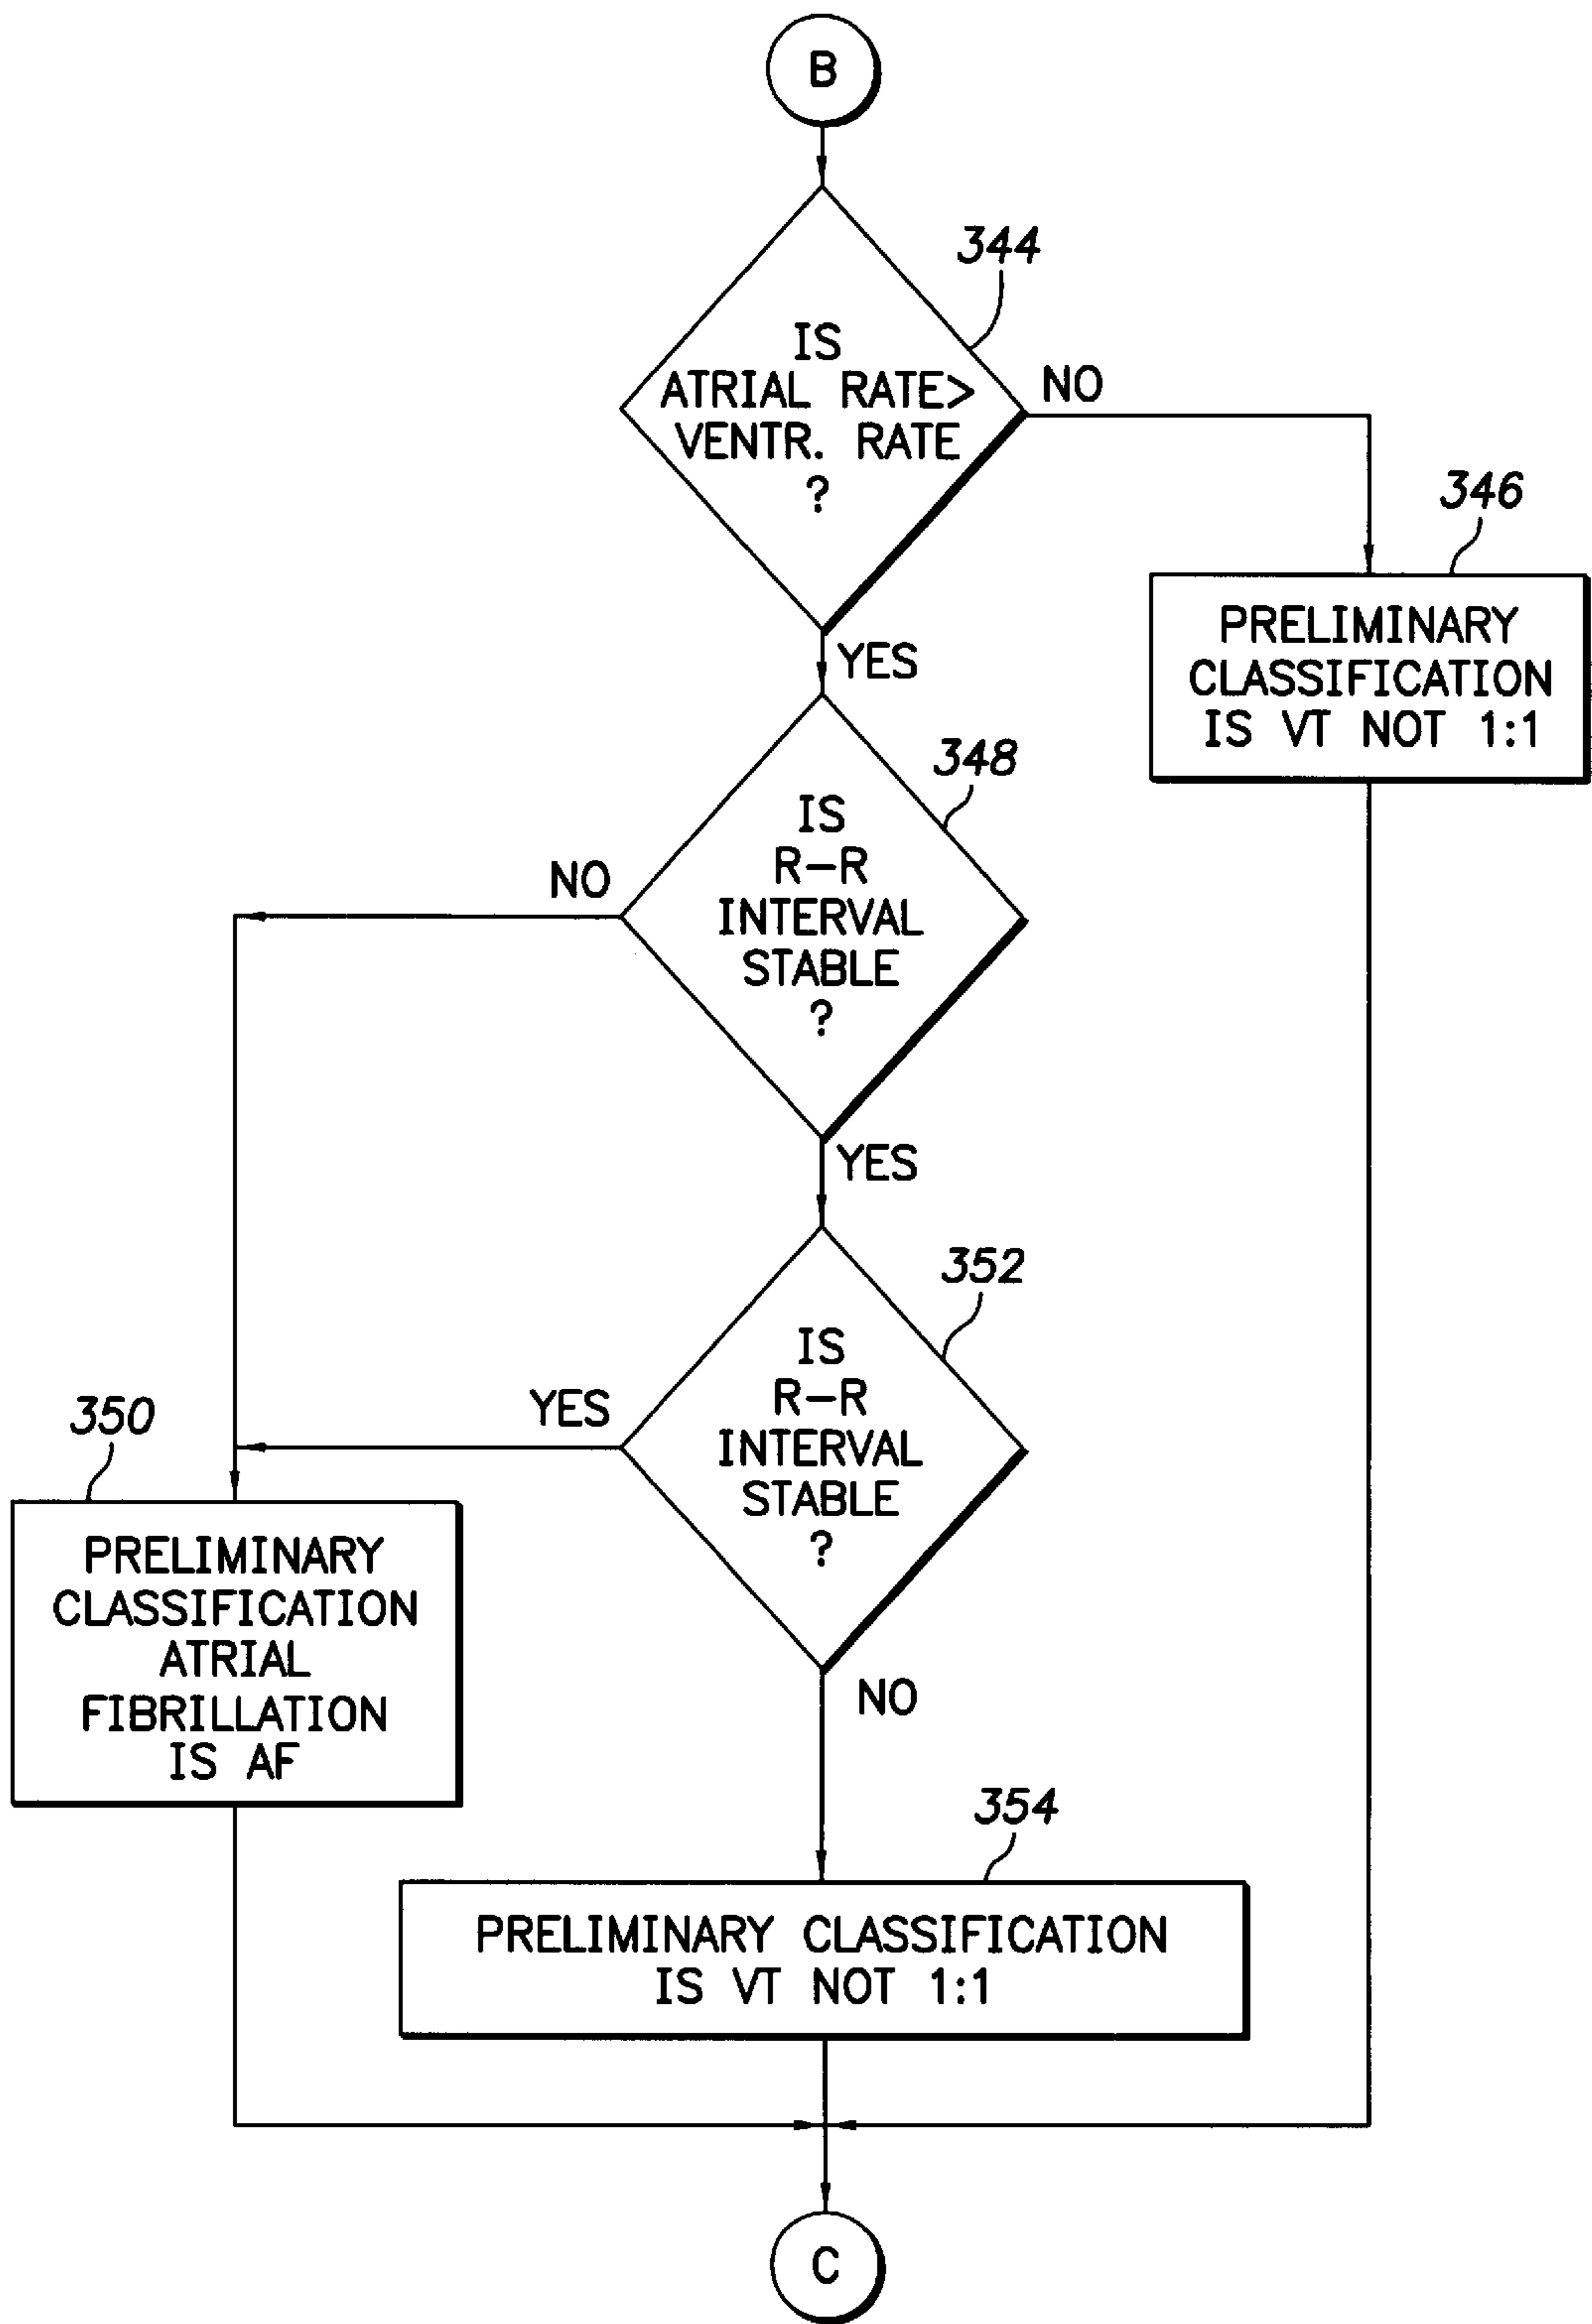 B
344
IS
ATRIAL RATE>
VENTR. RATE
?
NO
346
PRELIMINARY
CLASSIFICATION
IS VT NOT 1:1
YES
348
IS
R-R
INTERVAL
STABLE
?
NO
YES
352
IS
R-R
INTERVAL
STABLE
?
YES
350
PRELIMINARY
CLASSIFICATION
ATRIAL
FIBRILLATION
IS AF
NO
354
PRELIMINARY CLASSIFICATION
IS VT NOT 1:1
C